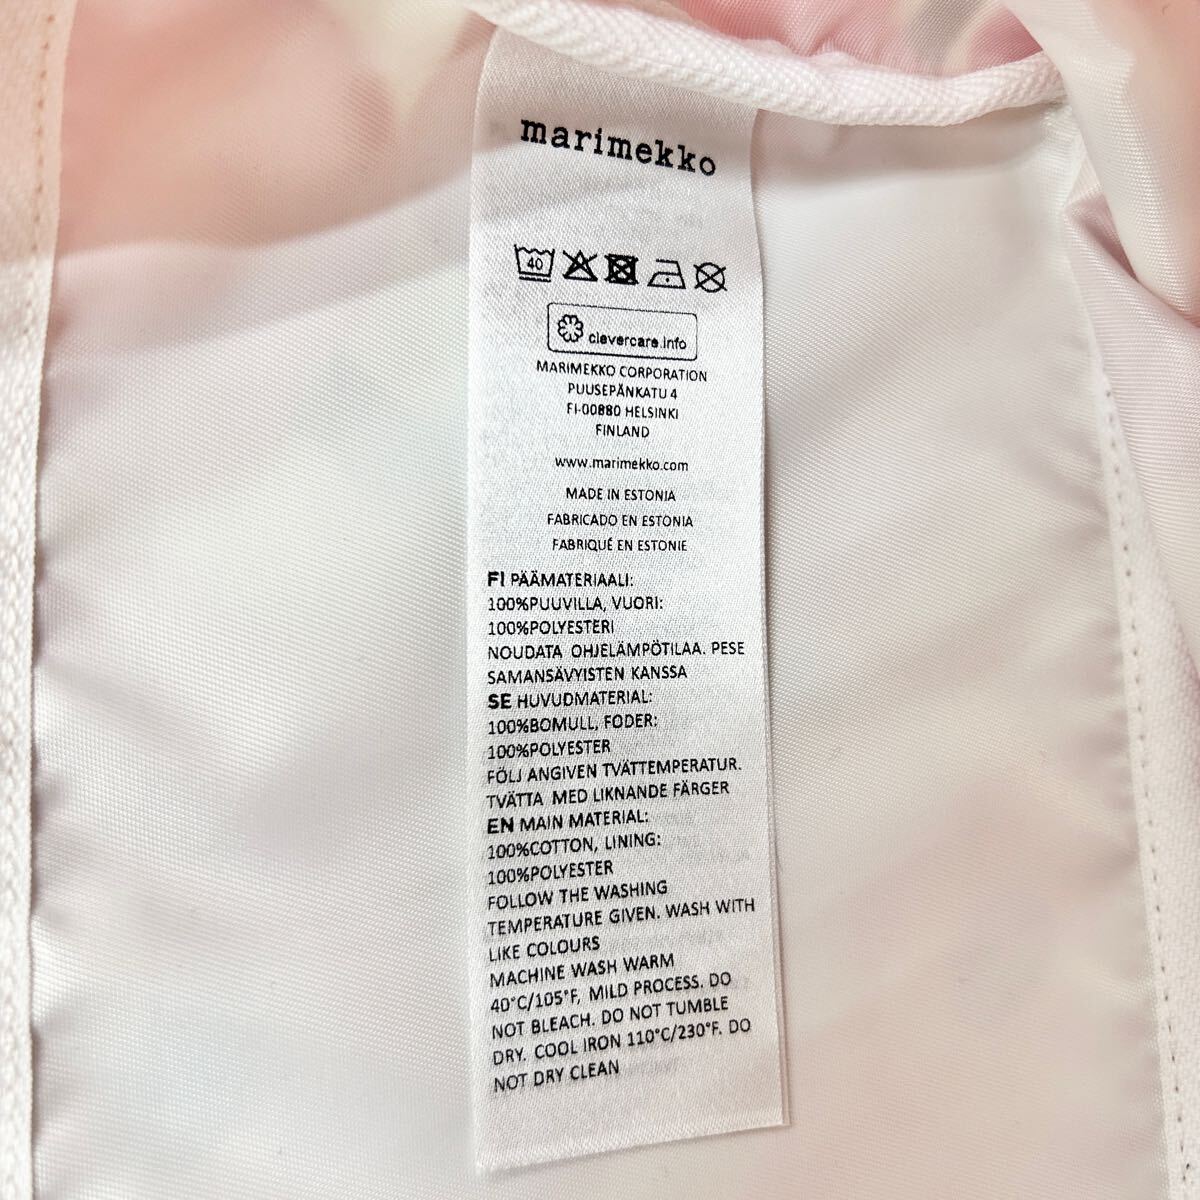 marimekko
40
clevercare.info
MARIMEKKO CORPORATION
PUUSEPÄNKATU 4
FI-00880 HELSINKI
FINLAND
www.marimekko.com
MADE IN ESTONIA
FABRICADO EN ESTONIA
FABRIQUÉ EN ESTONIE
FI PÄÄMATERIAALI:
100%PUUVILLA, VUORI:
100%POLYESTERI
NOUDATA OHJELÄMPÖTILAA. PESE
SAMANSÄVYISTEN KANSSA
SE HUVUDMATERIAL:
100%BOMULL, FODER:
100%POLYESTER
FÖLJ ANGIVEN TVÄTTEMPERATUR.
TVÄTTA MED LIKNANDE FÄRGER
EN MAIN MATERIAL:
100%COTTON, LINING:
100%POLYESTER
FOLLOW THE WASHING
TEMPERATURE GIVEN. WASH WITH
LIKE COLOURS
MACHINE WASH WARM
40°C/105°F, MILD PROCESS. DO
NOT BLEACH. DO NOT TUMBLE
DRY. COOL IRON 110°C/230°F. DO
NOT DRY CLEAN